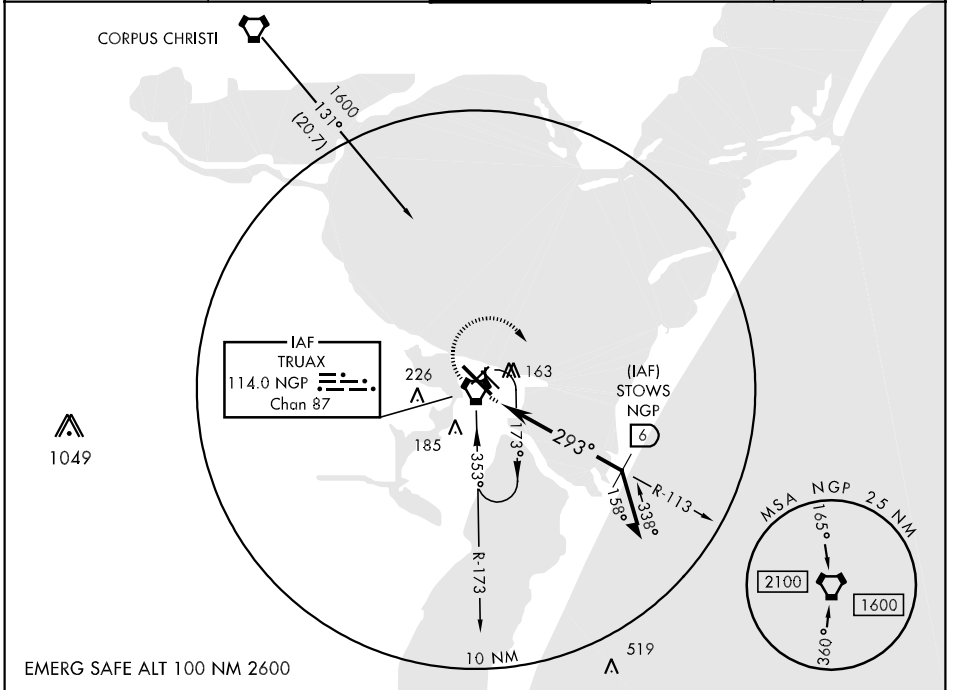 CORPUS CHRISTI
1600
131°
(20.7)
IAF
TRUAX
114.0 NGP
Chan 87
226
163
185
1049
(IAF)
STOWS
NGP
6
293°
173°
353°
158°
338°
R-113
R-173
10 NM
519
MSA NGP 25 NM
165°
2100
1600
360°
EMERG SAFE ALT 100 NM 2600